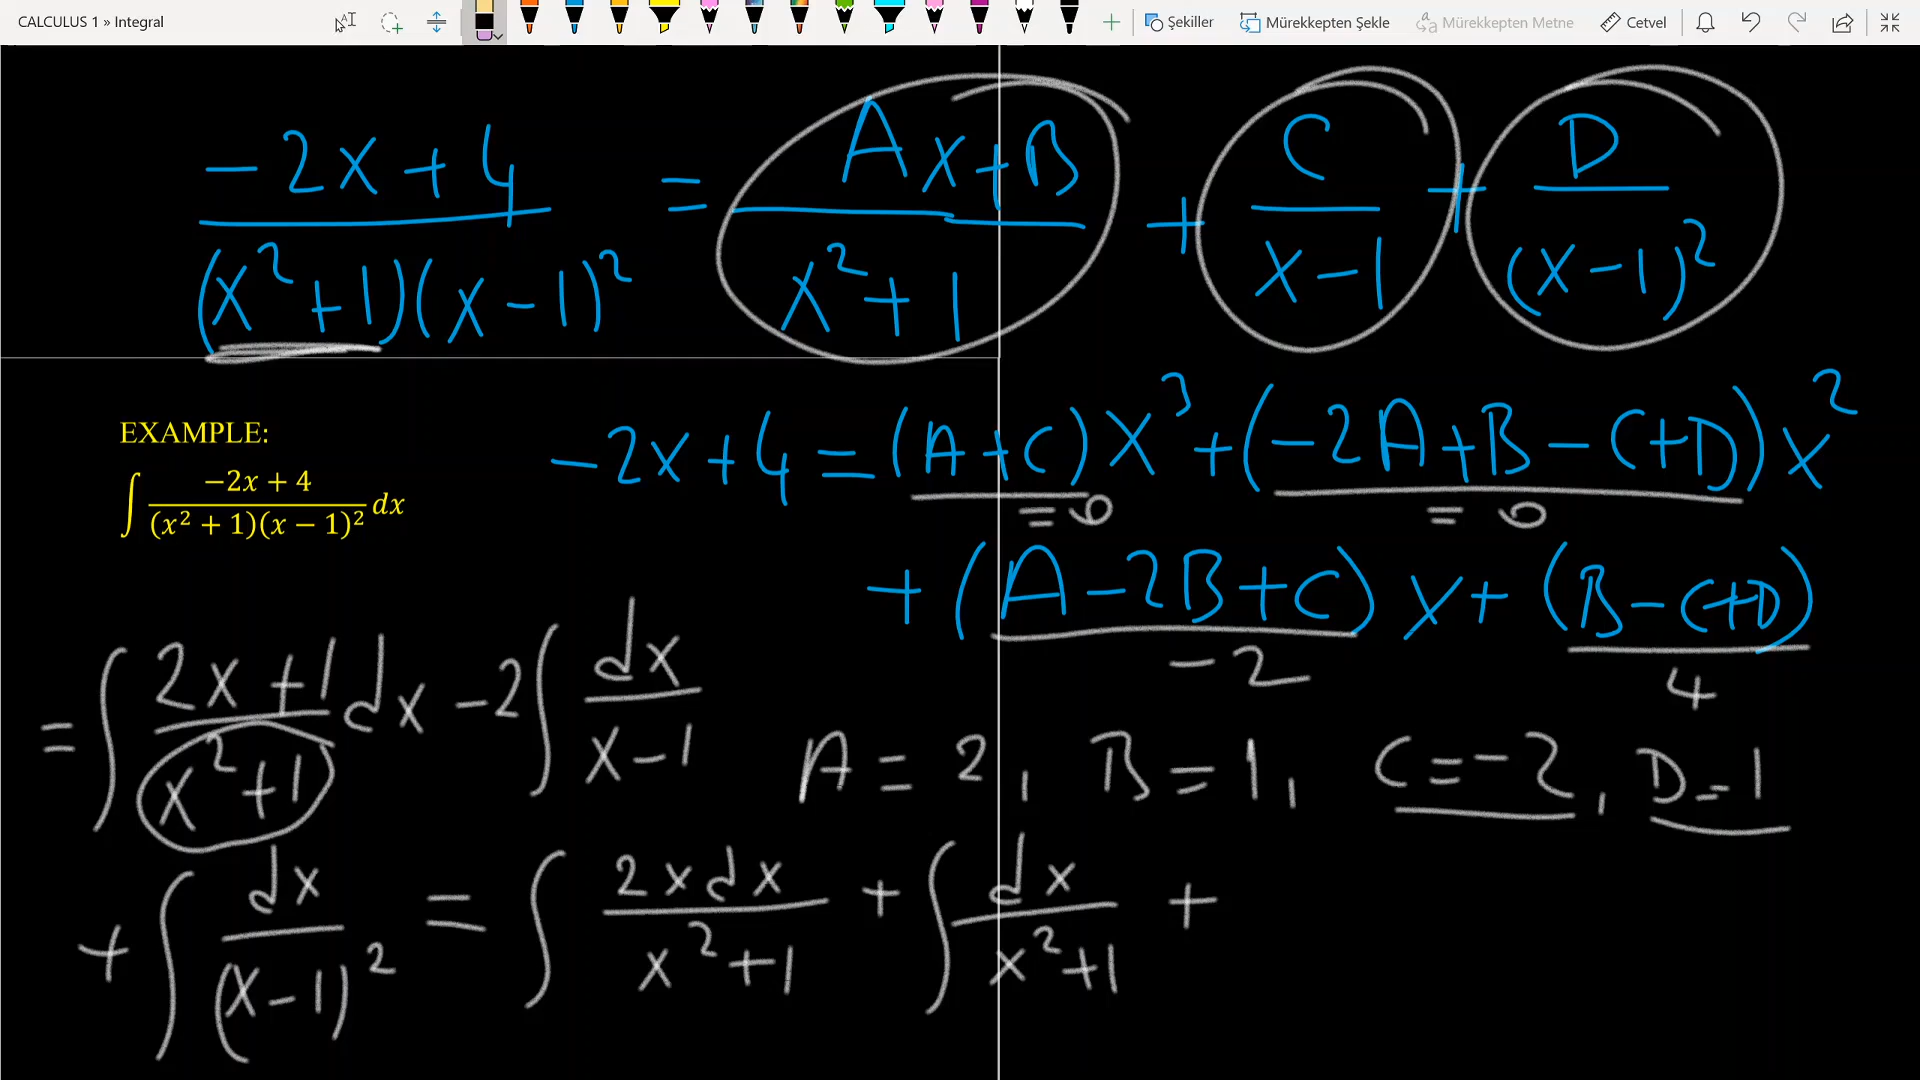 CALCULUS 1 » Integral
Şekiller Mürekkepten Şekle Mürekkepten Metne Cetvel
(-2x+4)/((x²+1)(x-1)²) = (Ax+B)/(x²+1) + C/(x-1) + D/(x-1)²
EXAMPLE:
∫ (−2x + 4)/((x² + 1)(x − 1)²) dx
-2x+4=(A+C)x³+(-2A+B-C+D)x²
=0 =0
+(A-2B+C)x+(B-C+D)
-2 4
=∫ (2x+1)/(x²+1) dx -2∫ dx/(x-1)
A=2, B=1, C=-2, D=1
+∫ dx/(x-1)² = ∫ 2xdx/(x²+1) + ∫ dx/(x²+1) +